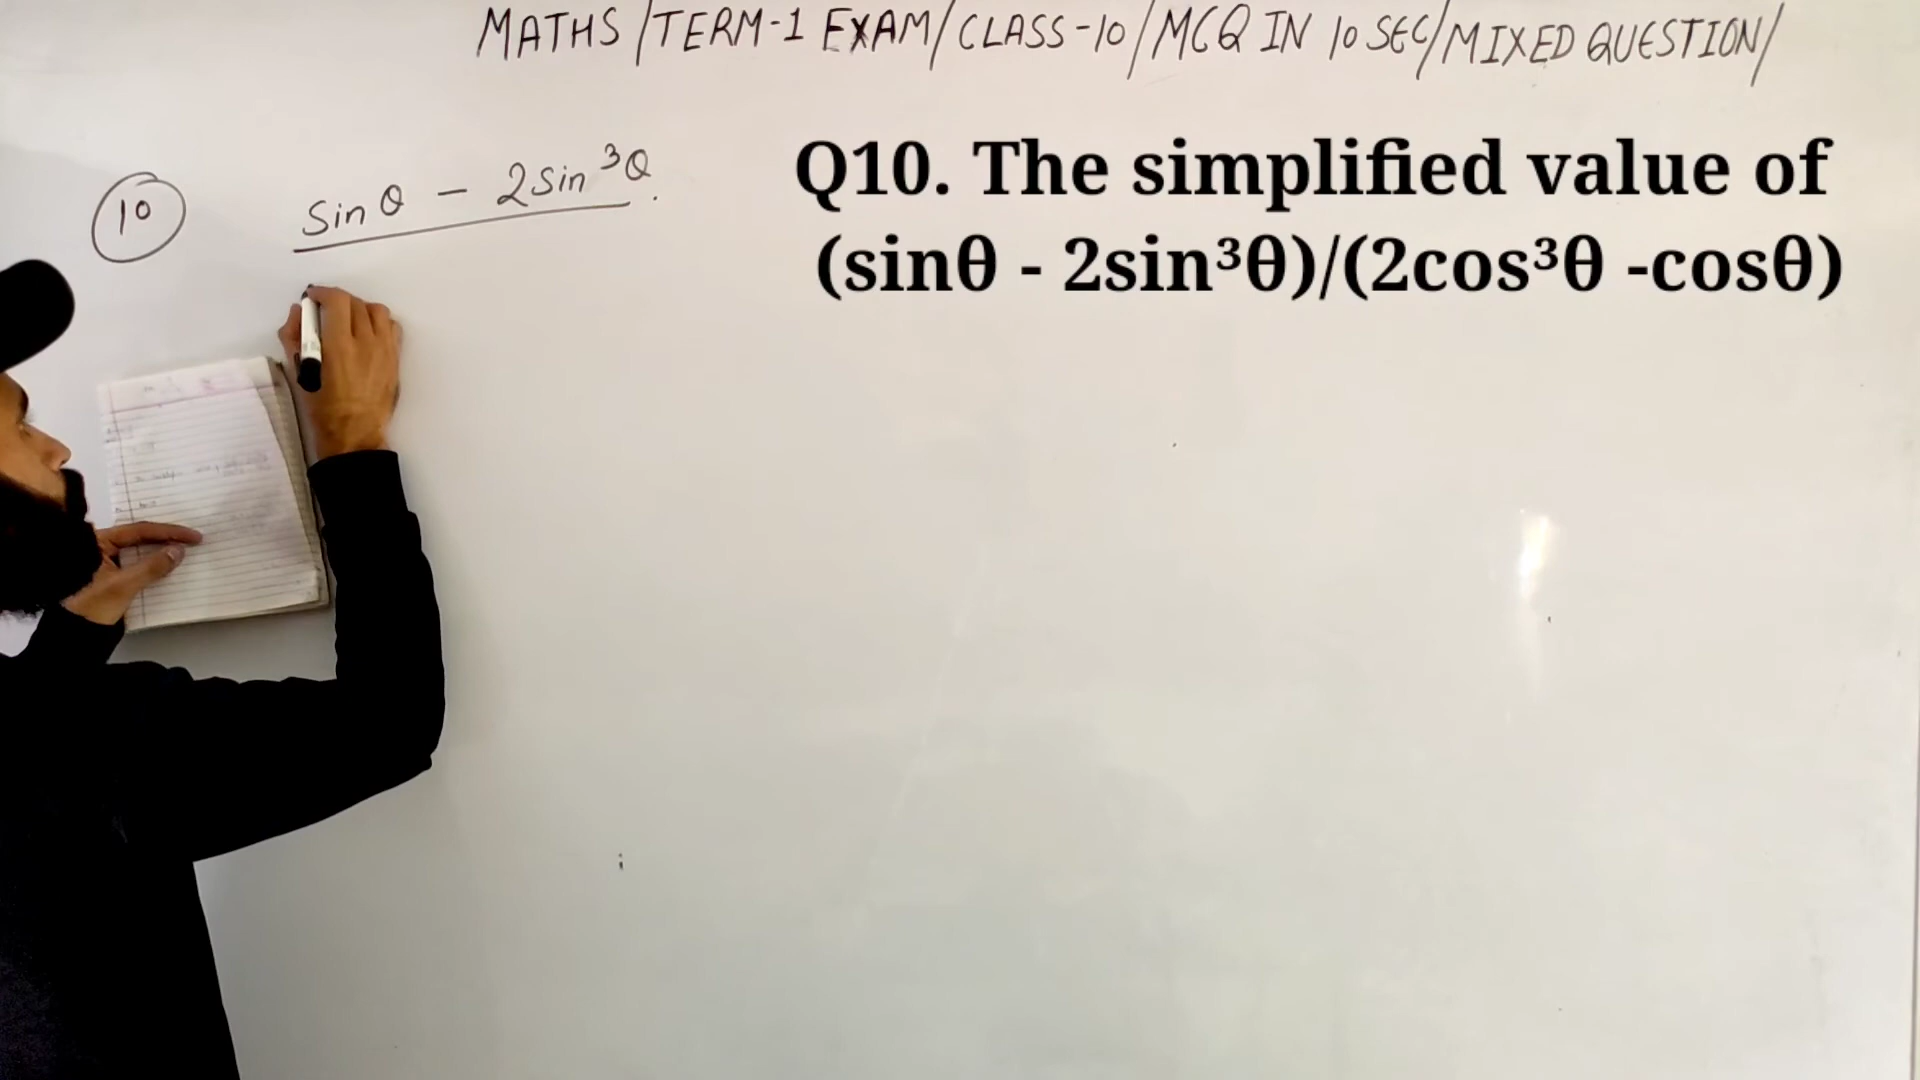 MATHS /TERM-1 EXAM/CLASS-10/MCQ IN 10 SEC/MIXED QUESTION/
10
Sinθ - 2Sin³θ.
Q10. The simplified value of
(sinθ - 2sin³θ)/(2cos³θ -cosθ)